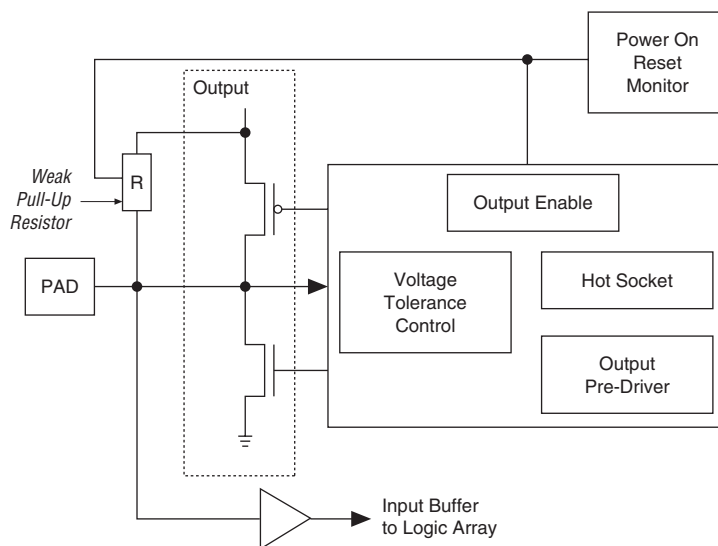 Power On
Reset
Monitor
Output
R
Weak
Pull-Up
Resistor
Output Enable
PAD
Voltage
Tolerance
Control
Hot Socket
Output
Pre-Driver
Input Buffer
to Logic Array